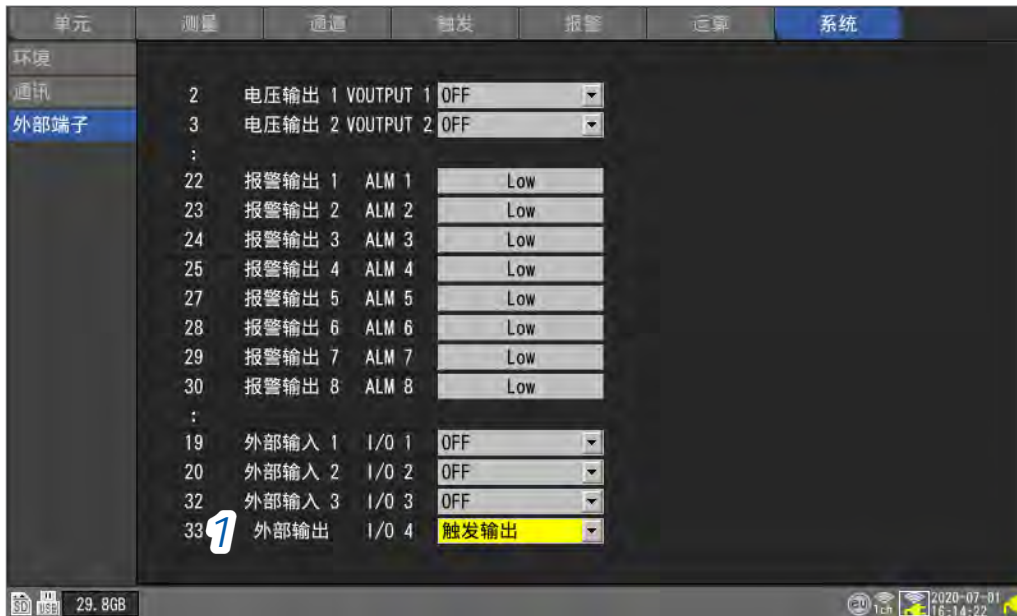 单元 测量 通道 触发 报警 运算 系统
环境
通讯
外部端子
2 电压输出 1 VOUTPUT 1 OFF
3 电压输出 2 VOUTPUT 2 OFF
:
22 报警输出 1 ALM 1 Low
23 报警输出 2 ALM 2 Low
24 报警输出 3 ALM 3 Low
25 报警输出 4 ALM 4 Low
27 报警输出 5 ALM 5 Low
28 报警输出 6 ALM 6 Low
29 报警输出 7 ALM 7 Low
30 报警输出 8 ALM 8 Low
:
19 外部输入 1 I/O 1 OFF
20 外部输入 2 I/O 2 OFF
32 外部输入 3 I/O 3 OFF
33 1 外部输出 I/O 4 触发输出
SD USB 29.8GB eu 1ch 2020-07-01
16:14:22